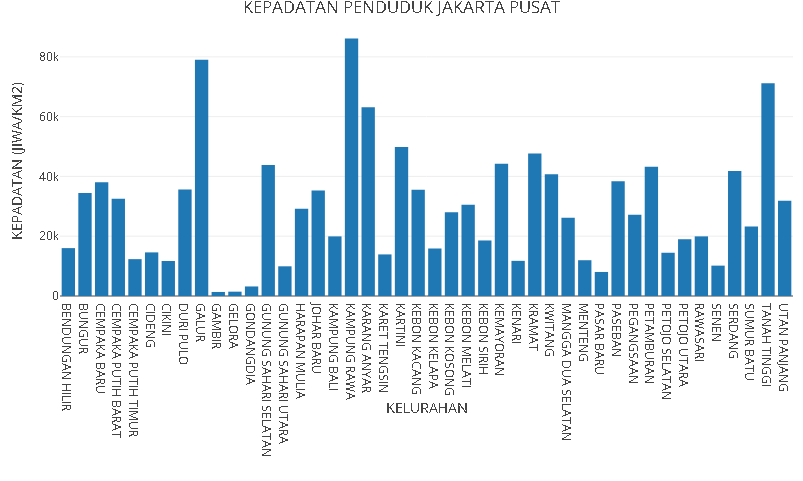 KEPADATAN PENDUDUK JAKARTA PUSAT
KEPADATAN (JIWA/KM2)
80k
60k
40k
20k
0
BENDUNGAN HILIR
BUNGUR
CEMPAKA BARU
CEMPAKA PUTIH BARAT
CEMPAKA PUTIH TIMUR
CIDENG
CIKINI
DURI PULO
GALUR
GAMBIR
GELORA
GONDANGDIA
GUNUNG SAHARI SELATAN
GUNUNG SAHARI UTARA
HARAPAN MULIA
JOHAR BARU
KAMPUNG BALI
KAMPUNG RAWA
KARANG ANYAR
KARET TENGSIN
KARTINI
KEBON KACANG
KEBON KELAPA
KEBON KOSONG
KEBON MELATI
KEBON SIRIH
KEMAYORAN
KENARI
KRAMAT
KWITANG
MANGGA DUA SELATAN
MENTENG
PASAR BARU
PASEBAN
PEGANGSAAN
PETAMBURAN
PETOJO SELATAN
PETOJO UTARA
RAWASARI
SENEN
SERDANG
SUMUR BATU
TANAH TINGGI
UTAN PANJANG
KELURAHAN